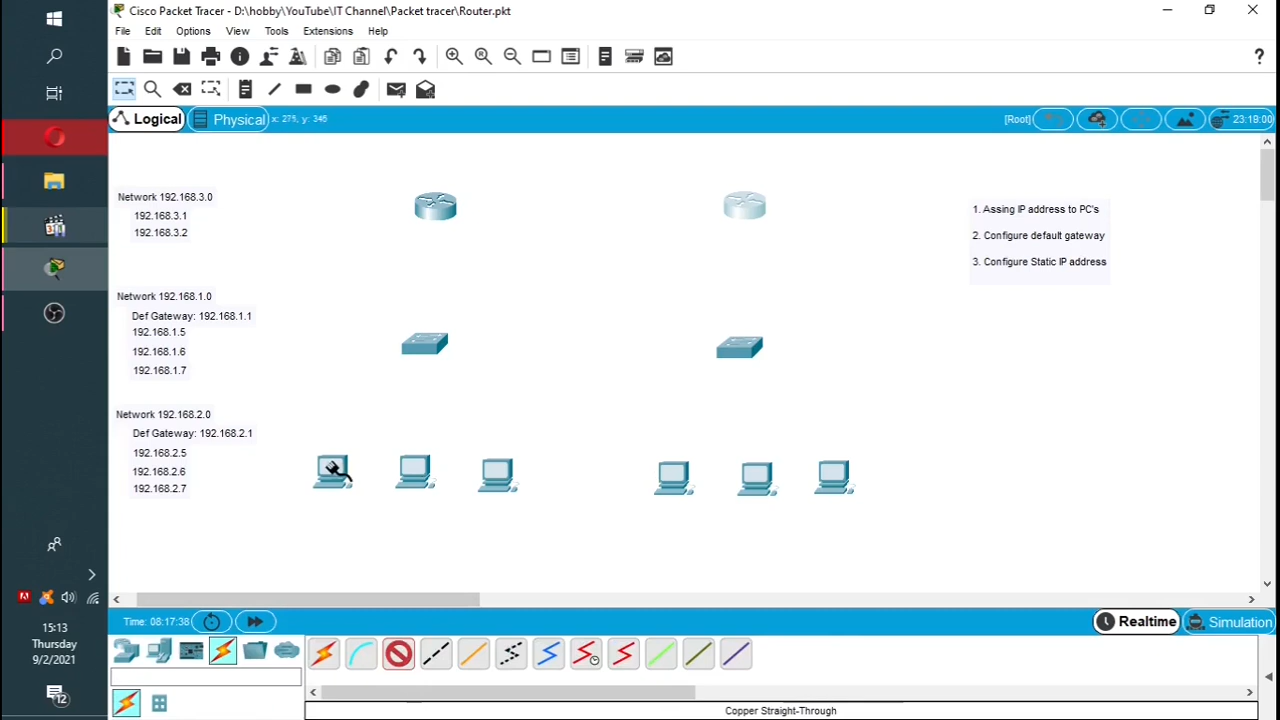 Cisco Packet Tracer - D:\hobby\YouTube\IT Channel\Packet tracer\Router.pkt
File Edit Options View Tools Extensions Help
?
Logical Physical x: 275, y: 345 [Root] 23:19:00
Network 192.168.3.0
192.168.3.1
192.168.3.2
1. Assing IP address to PC's
2. Configure default gateway
3. Configure Static IP address
Network 192.168.1.0
Def Gateway: 192.168.1.1
192.168.1.5
192.168.1.6
192.168.1.7
Network 192.168.2.0
Def Gateway: 192.168.2.1
192.168.2.5
192.168.2.6
192.168.2.7
Time: 08:17:38 Realtime Simulation
15:13
Thursday
9/2/2021
12
Copper Straight-Through